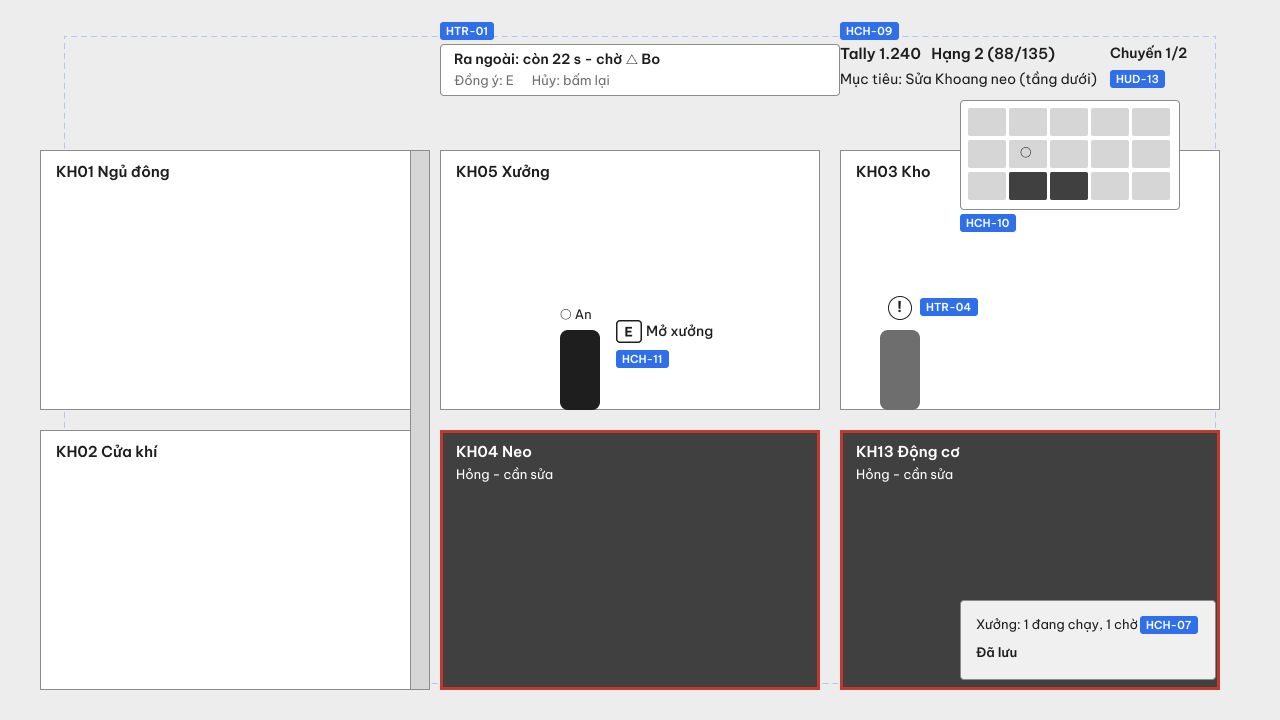 HTR-01
Ra ngoài: còn 22 s - chờ △ Bo
Đồng ý: E Hủy: bấm lại
HCH-09
Tally 1.240 Hạng 2 (88/135) Chuyến 1/2
Mục tiêu: Sửa Khoang neo (tầng dưới) HUD-13
KH01 Ngủ đông
KH05 Xưởng
KH03 Kho
HCH-10
○ An
E Mở xưởng
HCH-11
! HTR-04
KH02 Cửa khí
KH04 Neo
Hỏng - cần sửa
KH13 Động cơ
Hỏng - cần sửa
Xưởng: 1 đang chạy, 1 chờ HCH-07
Đã lưu